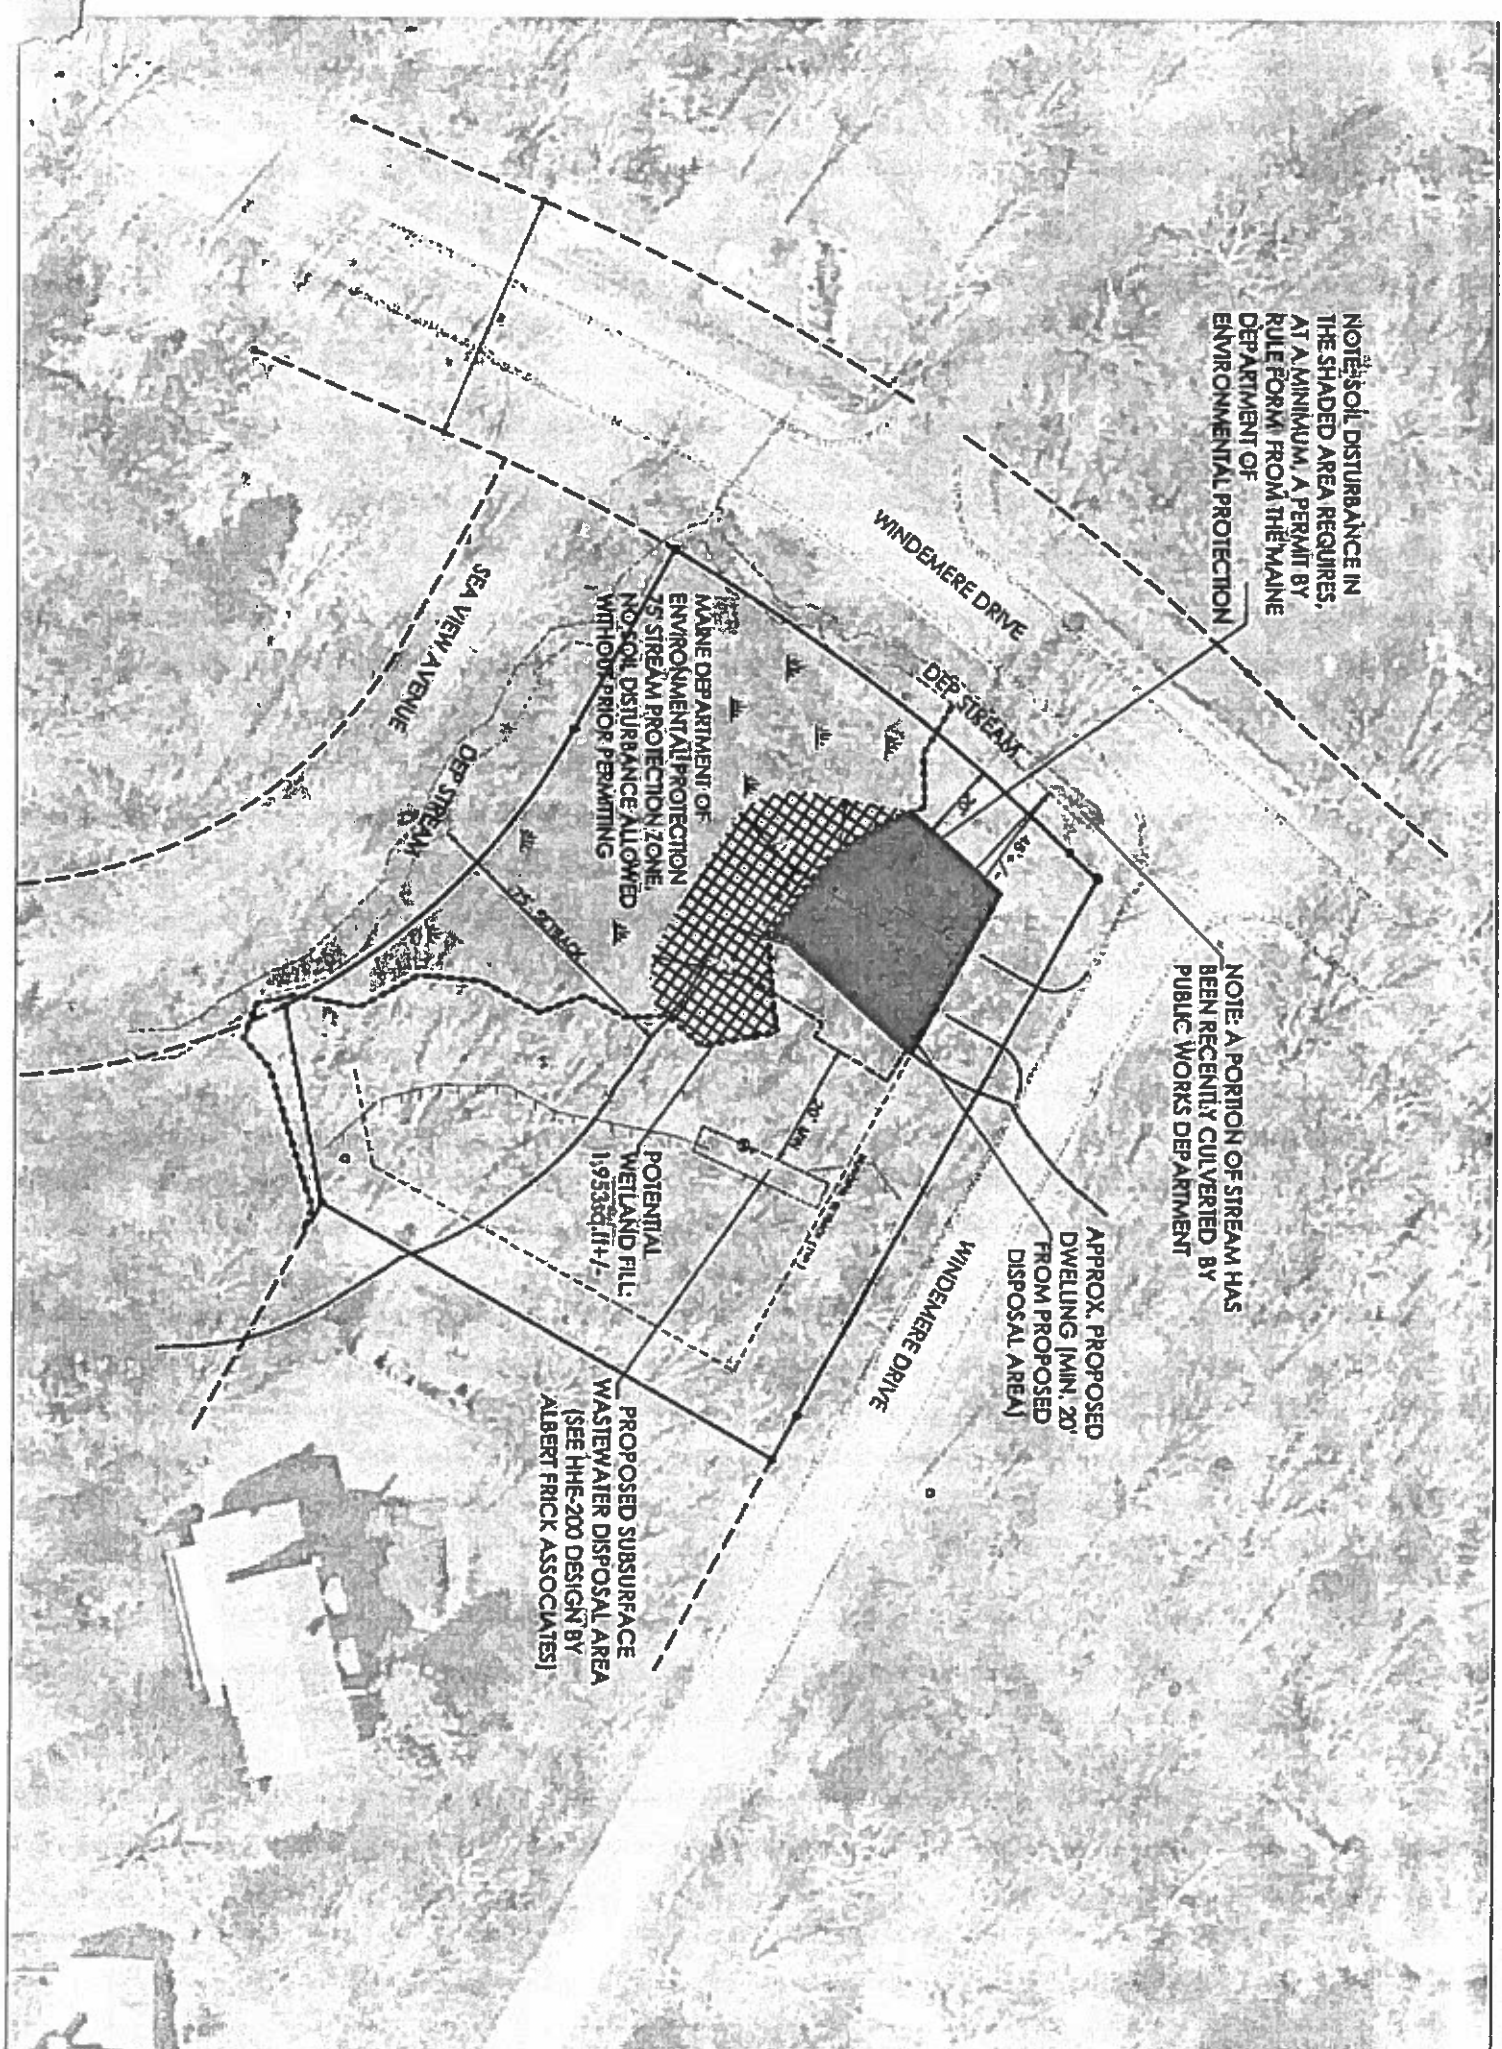 NOTE: SOIL DISTURBANCE IN
THE SHADED AREA REQUIRES,
AT A MINIMUM, A PERMIT BY
RULE FORM FROM THE MAINE
DEPARTMENT OF
ENVIRONMENTAL PROTECTION
NOTE: A PORTION OF STREAM HAS
BEEN RECENTLY CULVERTED BY
PUBLIC WORKS DEPARTMENT
APPROX. PROPOSED
DWELLING (MIN. 20'
FROM PROPOSED
DISPOSAL AREA)
WINDEMERE DRIVE
WINDEMERE DRIVE
DEP STREAM
20'
MAINE DEPARTMENT OF
ENVIRONMENTAL PROTECTION
75' STREAM PROTECTION ZONE.
NO SOIL DISTURBANCE ALLOWED
WITHOUT PRIOR PERMITING
SEA VIEW AVENUE
DEP STREAM
75' SETBACK
20' MIN
POTENTIAL
WETLAND FILL:
1,953sq.ft+/-
PROPOSED SUBSURFACE
WASTEWATER DISPOSAL AREA
(SEE HHE-200 DESIGN BY
ALBERT FRICK ASSOCIATES)